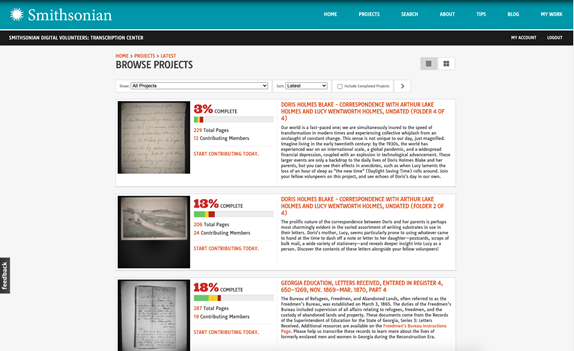 Smithsonian
HOME PROJECTS SEARCH ABOUT TIPS BLOG MY WORK
SMITHSONIAN DIGITAL VOLUNTEERS: TRANSCRIPTION CENTER MY ACCOUNT LOGOUT
HOME > PROJECTS > LATEST
BROWSE PROJECTS
Show: All Projects Sort: Latest Include Completed Projects
3% COMPLETE
229 Total Pages
12 Contributing Members
START CONTRIBUTING TODAY.
DORIS HOLMES BLAKE - CORRESPONDENCE WITH ARTHUR LAKE
HOLMES AND LUCY WENTWORTH HOLMES, UNDATED (FOLDER 4 OF
4)
Our world is a fast-paced one; we are simultaneously inured to the speed of
transformation in modern times and experiencing collective whiplash from an
onslaught of constant change. This sense is not unique to our day, just magnified.
Imagine living in the early twentieth century: by the 1930s, the world has
experienced war on an international scale, a global pandemic, and a widespread
financial depression, coupled with an explosion in technological advancement. These
larger events are only a backdrop to the daily lives of Doris Holmes Blake and her
parents, but you can see their effects in anecdotes, such as when Lucy laments the
loss of an hour of sleep as "the new time" (Daylight Saving Time) rolls around. Join
your fellow volunteers on this project, and see echoes of Doris's day in our own.
13% COMPLETE
206 Total Pages
24 Contributing Members
START CONTRIBUTING TODAY.
DORIS HOLMES BLAKE - CORRESPONDENCE WITH ARTHUR LAKE
HOLMES AND LUCY WENTWORTH HOLMES, UNDATED (FOLDER 2 OF
4)
The prolific nature of the correspondence between Doris and her parents is perhaps
most charmingly evident in the varied assortment of writing substrates in use in
their letters. Doris's mother, Lucy, seems particularly prone to using whatever came
to hand at the time to dash off a note or letter to her daughter—postcards, scraps of
bulk mail, a wide variety of stationery—and reveals deeper insight into Lucy as a
person. Discover the contents of these letters alongside your fellow volunteers!
18% COMPLETE
287 Total Pages
19 Contributing Members
START CONTRIBUTING TODAY.
GEORGIA EDUCATION, LETTERS RECEIVED, ENTERED IN REGISTER 4,
650–1269, NOV. 1869–MAR. 1870, PART 4
The Bureau of Refugees, Freedmen, and Abandoned Lands, often referred to as the
Freedmen's Bureau, was established on March 3, 1865. The duties of the Freedmen's
Bureau included supervision of all affairs relating to refugees, freedmen, and the
custody of abandoned lands and property. These documents come from the Records
of the Superintendent of Education for the State of Georgia, Series 3: Letters
Received. Additional resources are available on the Freedmen's Bureau Instructions
Page. Please help us transcribe these records to learn more about the lives of
formerly enslaved men and women in Georgia during the Reconstruction Era.
feedback